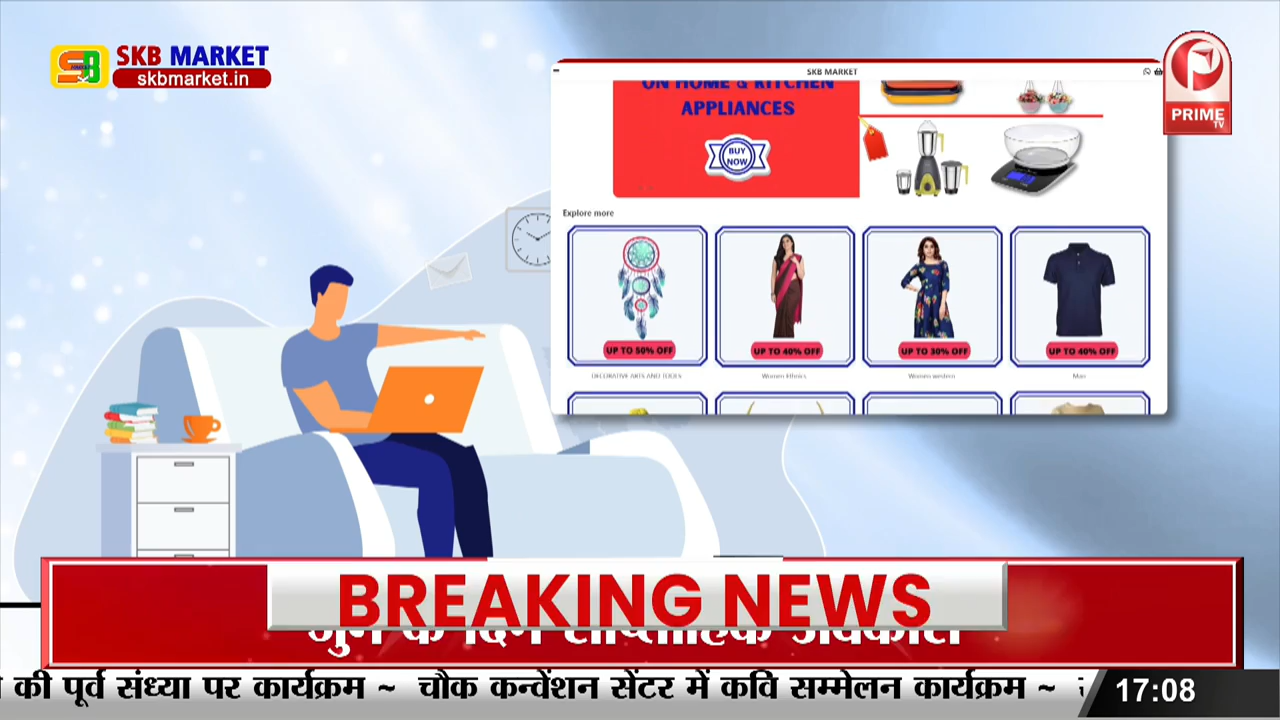 SKB MARKET
skbmarket.in
SKB MARKET
PRIME
TV
ON HOME & KITCHEN
APPLIANCES
BUY
NOW
Explore more
UP TO 50% OFF
UP TO 40% OFF
UP TO 30% OFF
UP TO 40% OFF
DECORATIVE ARTS AND TOOLS
Women Ethnics
Women western
Man
BREAKING NEWS
के दिन साप्ताहिक अवकाश
की पूर्व संध्या पर कार्यक्रम ~ चौक कन्वेंशन सेंटर में कवि सम्मेलन कार्यक्रम ~
17:08